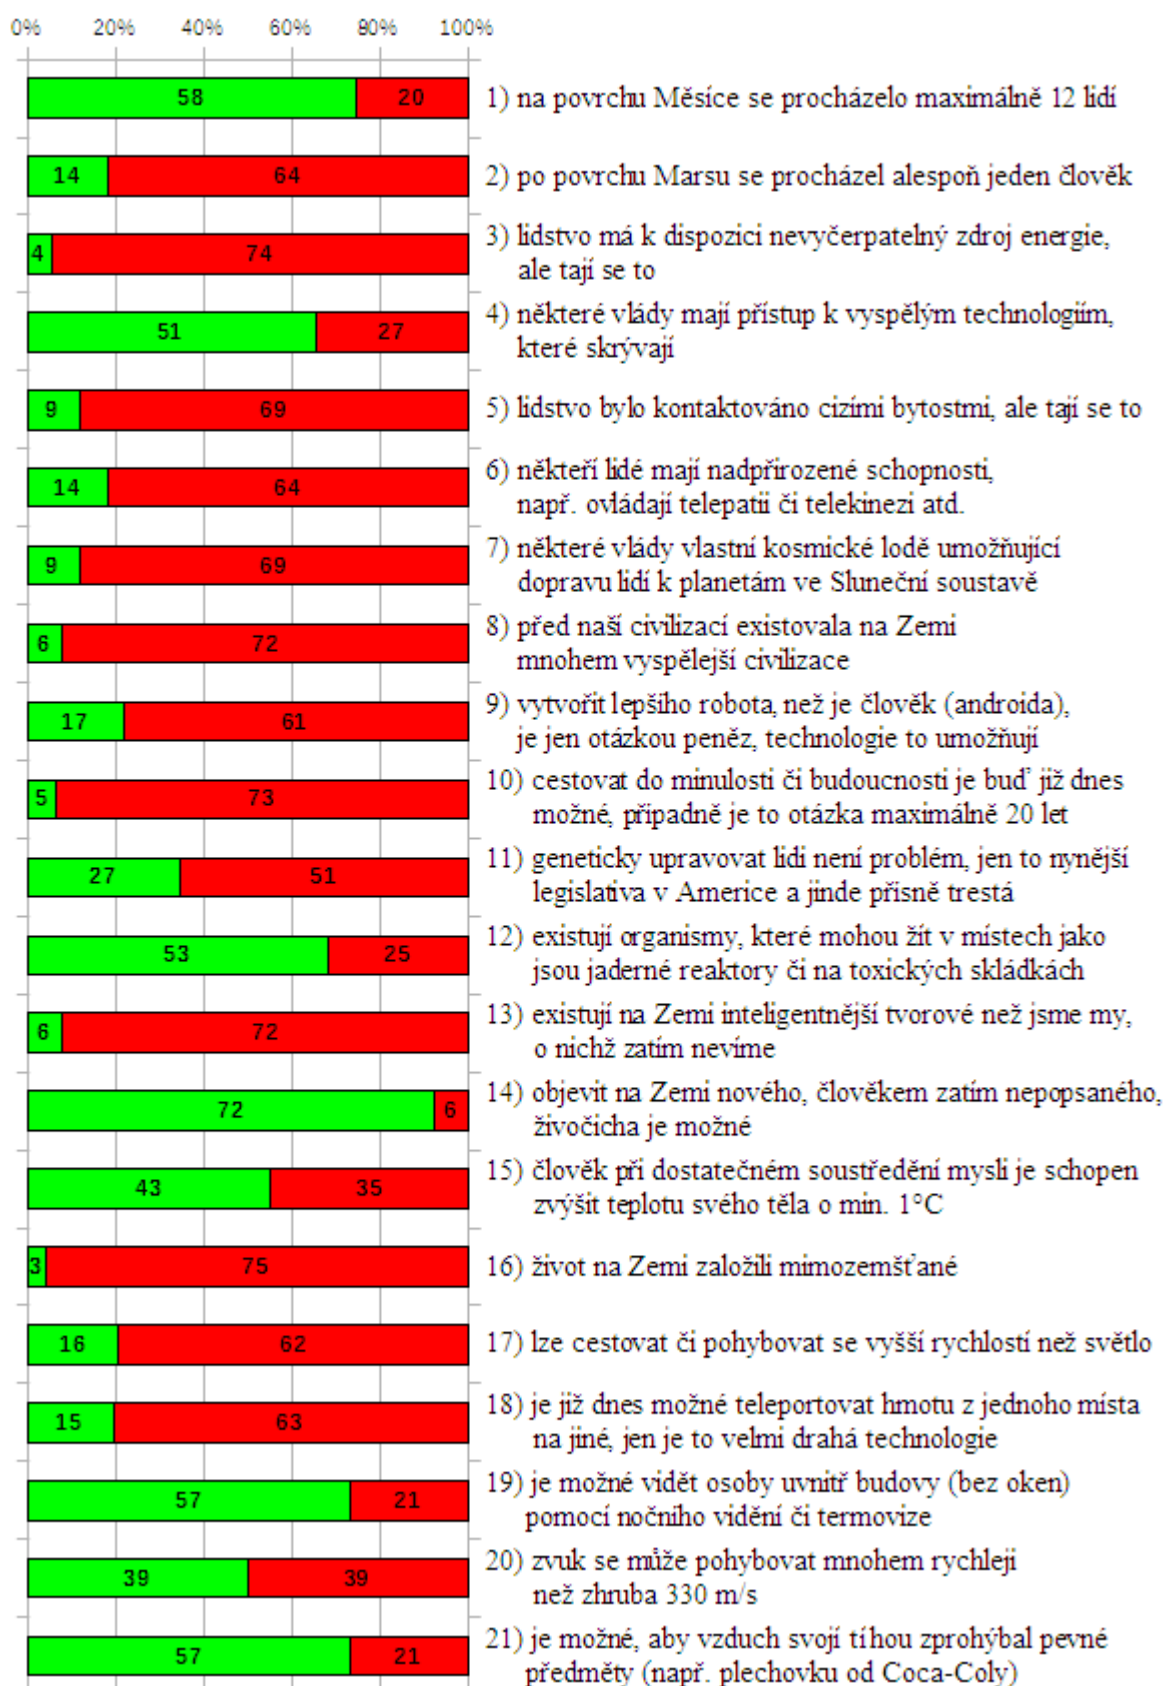 0% 20% 40% 60% 80% 100%
58 20 1) na povrchu Měsíce se procházelo maximálně 12 lidí
14 64 2) po povrchu Marsu se procházel alespoň jeden člověk
4 74 3) lidstvo má k dispozici nevyčerpatelný zdroj energie,
ale tají se to
51 27 4) některé vlády mají přístup k vyspělým technologiím,
které skrývají
9 69 5) lidstvo bylo kontaktováno cizími bytostmi, ale tají se to
14 64 6) někteří lidé mají nadpřirozené schopnosti,
např. ovládají telepatii či telekinezi atd.
9 69 7) některé vlády vlastní kosmické lodě umožňující
dopravu lidí k planetám ve Sluneční soustavě
6 72 8) před naší civilizací existovala na Zemi
mnohem vyspělejší civilizace
17 61 9) vytvořit lepšího robota, než je člověk (androida),
je jen otázkou peněz, technologie to umožňují
5 73 10) cestovat do minulosti či budoucnosti je buď již dnes
možné, případně je to otázka maximálně 20 let
27 51 11) geneticky upravovat lidi není problém, jen to nynější
legislativa v Americe a jinde přísně trestá
53 25 12) existují organismy, které mohou žít v místech jako
jsou jaderné reaktory či na toxických skládkách
6 72 13) existují na Zemi inteligentnější tvorové než jsme my,
o nichž zatím nevíme
72 6 14) objevit na Zemi nového, člověkem zatím nepopsaného,
živočicha je možné
43 35 15) člověk při dostatečném soustředění mysli je schopen
zvýšit teplotu svého těla o min. 1°C
3 75 16) život na Zemi založili mimozemšťané
16 62 17) lze cestovat či pohybovat se vyšší rychlostí než světlo
15 63 18) je již dnes možné teleportovat hmotu z jednoho místa
na jiné, jen je to velmi drahá technologie
57 21 19) je možné vidět osoby uvnitř budovy (bez oken)
pomocí nočního vidění či termovize
39 39 20) zvuk se může pohybovat mnohem rychleji
než zhruba 330 m/s
57 21 21) je možné, aby vzduch svojí tíhou zprohýbal pevné
předměty (např. plechovku od Coca-Coly)